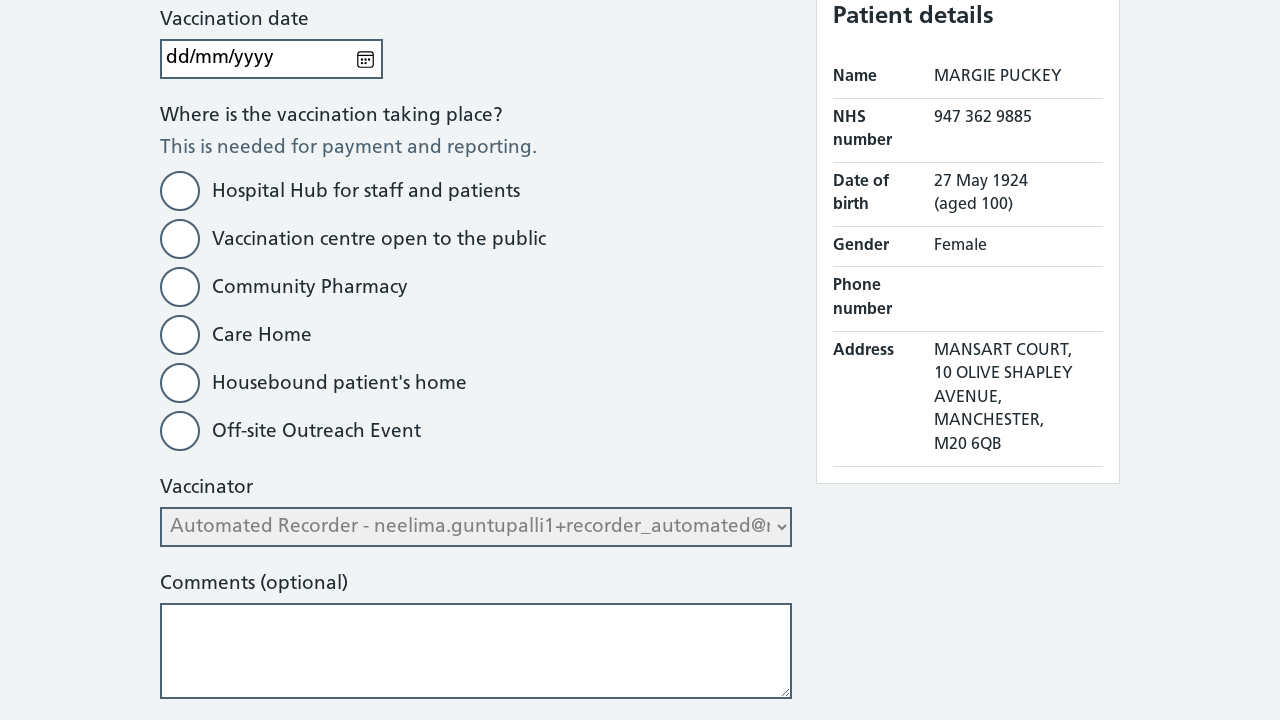 Vaccination date
dd/mm/yyyy
Where is the vaccination taking place?
This is needed for payment and reporting.
Hospital Hub for staff and patients
Vaccination centre open to the public
Community Pharmacy
Care Home
Housebound patient's home
Off-site Outreach Event
Vaccinator
Automated Recorder - neelima.guntupalli1+recorder_automated@
Comments (optional)
Patient details
Name MARGIE PUCKEY
NHS number 947 362 9885
Date of birth 27 May 1924
(aged 100)
Gender Female
Phone number
Address MANSART COURT,
10 OLIVE SHAPLEY
AVENUE,
MANCHESTER,
M20 6QB